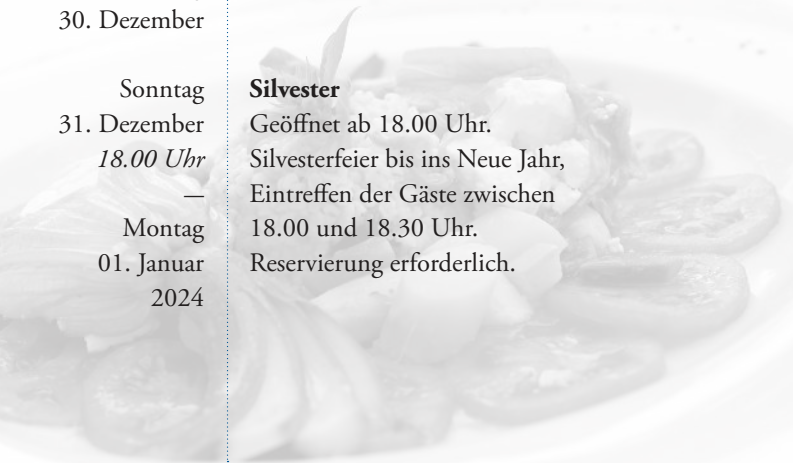 30. Dezember
Sonntag
31. Dezember
18.00 Uhr
—
Montag
01. Januar
2024
Silvester
Geöffnet ab 18.00 Uhr.
Silvesterfeier bis ins Neue Jahr,
Eintreffen der Gäste zwischen
18.00 und 18.30 Uhr.
Reservierung erforderlich.